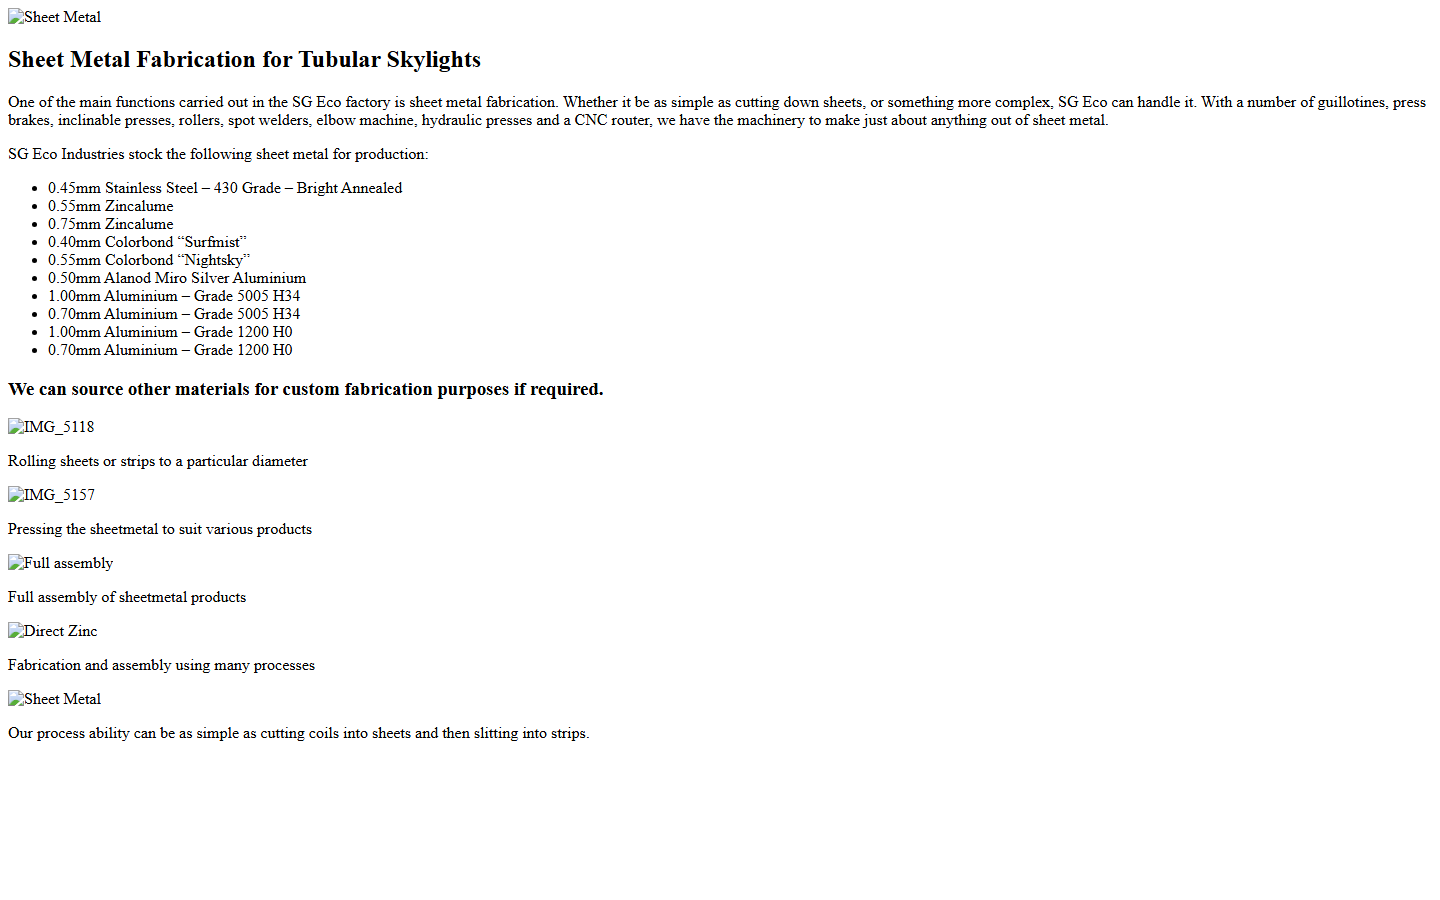 Sheet Metal
Sheet Metal Fabrication for Tubular Skylights
One of the main functions carried out in the SG Eco factory is sheet metal fabrication. Whether it be as simple as cutting down sheets, or something more complex, SG Eco can handle it. With a number of guillotines, press
brakes, inclinable presses, rollers, spot welders, elbow machine, hydraulic presses and a CNC router, we have the machinery to make just about anything out of sheet metal.
SG Eco Industries stock the following sheet metal for production:
• 0.45mm Stainless Steel – 430 Grade – Bright Annealed
• 0.55mm Zincalume
• 0.75mm Zincalume
• 0.40mm Colorbond “Surfmist”
• 0.55mm Colorbond “Nightsky”
• 0.50mm Alanod Miro Silver Aluminium
• 1.00mm Aluminium – Grade 5005 H34
• 0.70mm Aluminium – Grade 5005 H34
• 1.00mm Aluminium – Grade 1200 H0
• 0.70mm Aluminium – Grade 1200 H0
We can source other materials for custom fabrication purposes if required.
IMG_5118
Rolling sheets or strips to a particular diameter
IMG_5157
Pressing the sheetmetal to suit various products
Full assembly
Full assembly of sheetmetal products
Direct Zinc
Fabrication and assembly using many processes
Sheet Metal
Our process ability can be as simple as cutting coils into sheets and then slitting into strips.